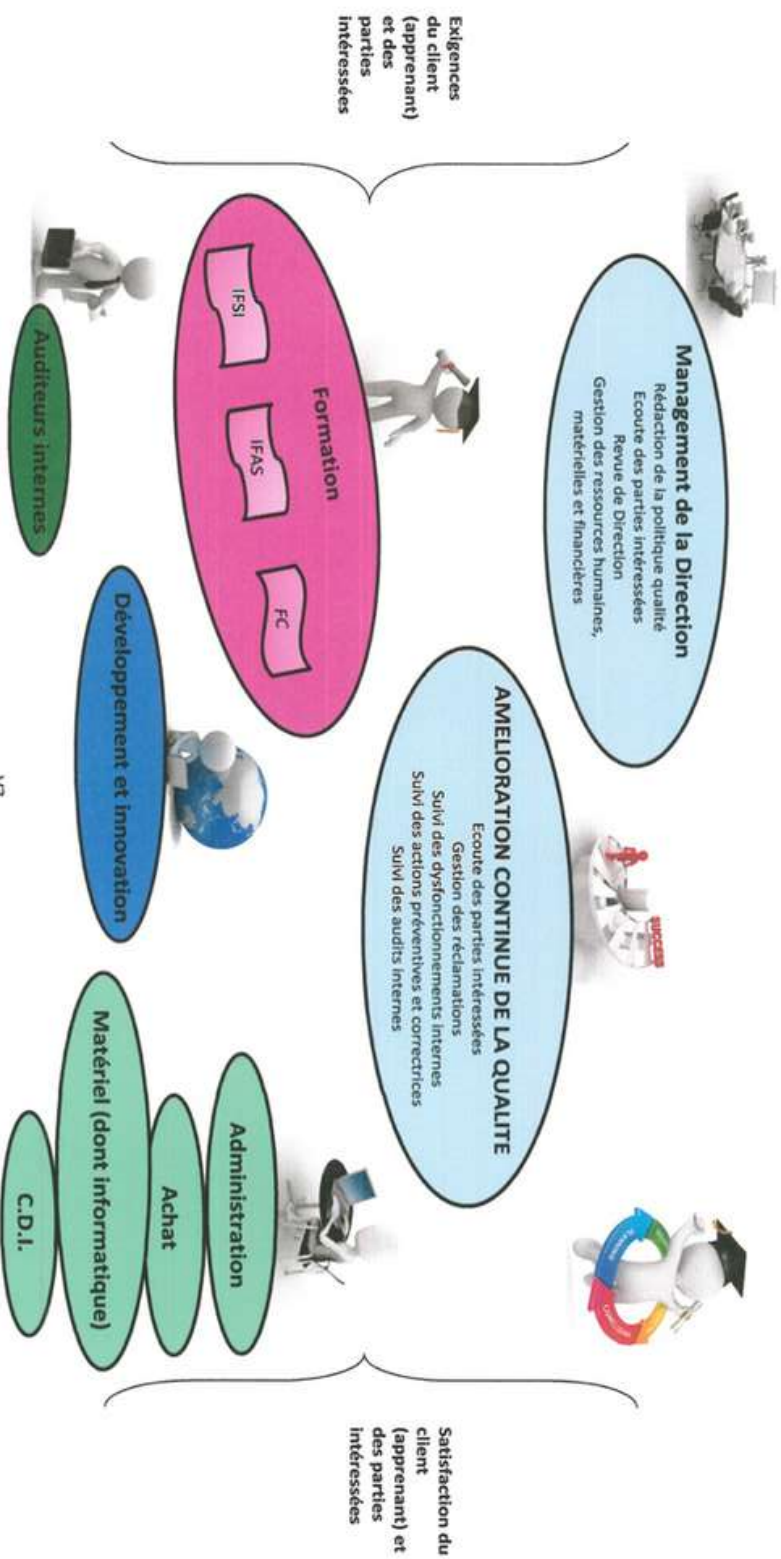 Exigences
du client
(apprenant)
et des
parties
intéressées
Management de la Direction
Rédaction de la politique qualité
Ecoute des parties intéressées
Revue de Direction
Gestion des ressources humaines,
matérielles et financières
SUCCESS
AMELIORATION CONTINUE DE LA QUALITE
Ecoute des parties intéressées
Gestion des réclamations
Suivi des dysfonctionnements internes
Suivi des actions préventives et correctrices
Suivi des audits internes
Formation
IFSI
IFAS
FC
Auditeurs internes
Développement et innovation
Administration
Achat
Matériel (dont informatique)
C.D.I.
Satisfaction du
client
(apprenant) et
des parties
intéressées